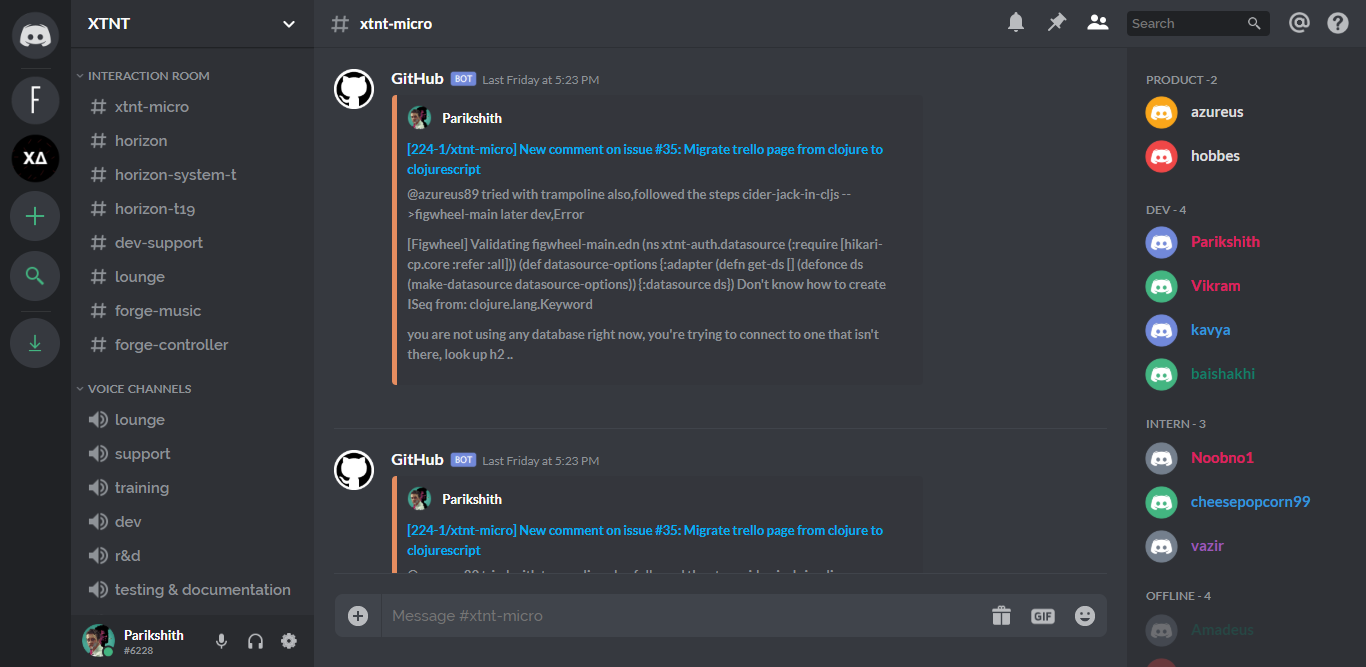 XTNT
INTERACTION ROOM
xtnt-micro
horizon
horizon-system-t
horizon-t19
dev-support
lounge
forge-music
forge-controller
VOICE CHANNELS
lounge
support
training
dev
r&d
testing & documentation
Parikshith
#6228
F
XΔ
# xtnt-micro
Search
GitHub BOT Last Friday at 5:23 PM
Parikshith
[224-1/xtnt-micro] New comment on issue #35: Migrate trello page from clojure to
clojurescript
@azureus89 tried with trampoline also,followed the steps cider-jack-in-cljs --
>figwheel-main later dev,Error
[Figwheel] Validating figwheel-main.edn (ns xtnt-auth.datasource (:require [hikari-
cp.core :refer :all])) (def datasource-options {:adapter (defn get-ds [] (defonce ds
(make-datasource datasource-options)) {:datasource ds}) Don't know how to create
ISeq from: clojure.lang.Keyword
you are not using any database right now, you're trying to connect to one that isn't
there, look up h2 ..
GitHub BOT Last Friday at 5:23 PM
Parikshith
[224-1/xtnt-micro] New comment on issue #35: Migrate trello page from clojure to
clojurescript
Message #xtnt-micro
GIF
PRODUCT -2
azureus
hobbes
DEV - 4
Parikshith
Vikram
kavya
baishakhi
INTERN - 3
Noobno1
cheesepopcorn99
vazir
OFFLINE - 4
Amadeus